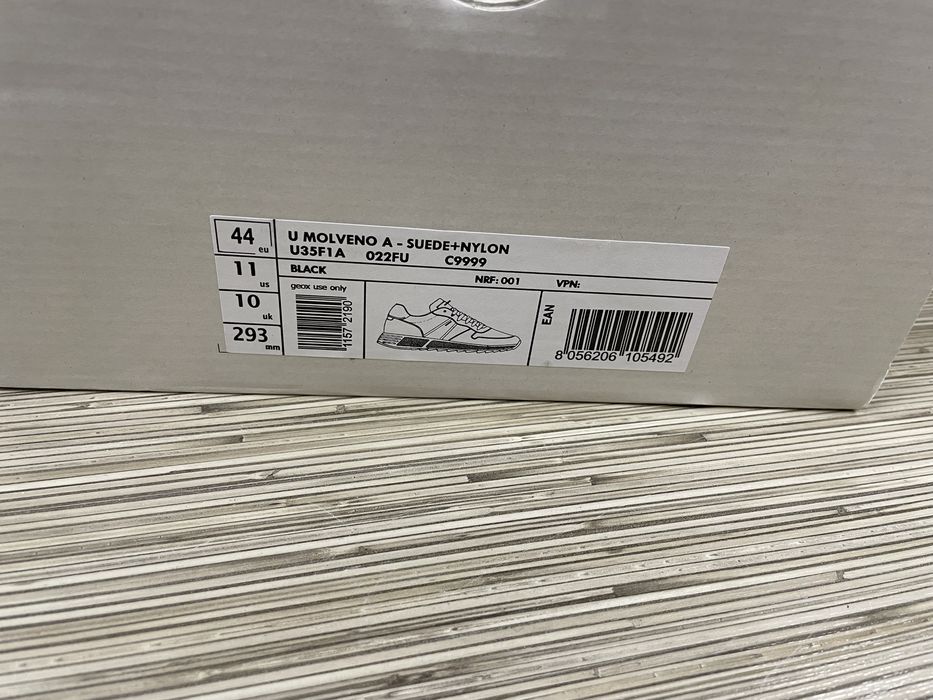 44 eu
U MOLVENO A - SUEDE+NYLON
U35F1A 022FU C9999
11 us
BLACK
NRF: 001 VPN:
10 uk
geox use only
293 mm
1157 2190
EAN
8 056206 105492